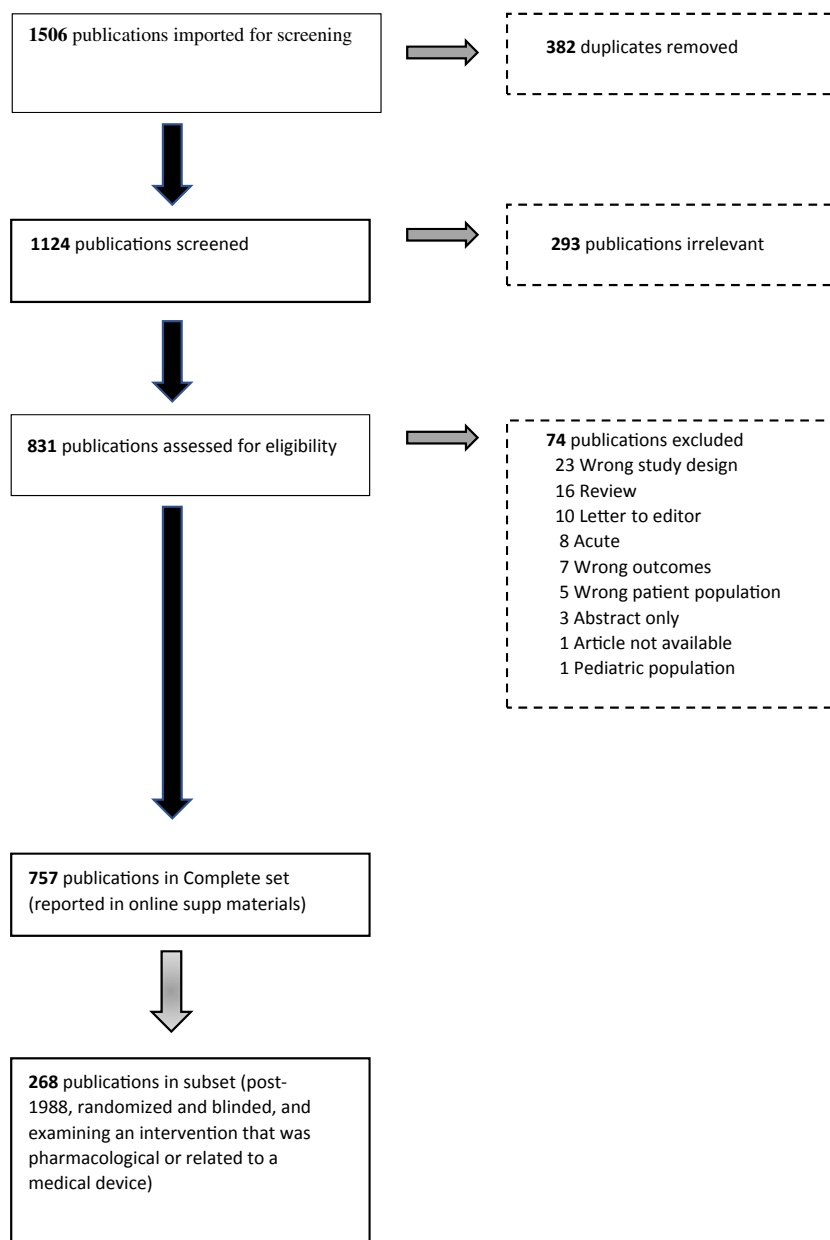 1506 publications imported for screening
382 duplicates removed
1124 publications screened
293 publications irrelevant
831 publications assessed for eligibility
74 publications excluded
23 Wrong study design
16 Review
10 Letter to editor
8 Acute
7 Wrong outcomes
5 Wrong patient population
3 Abstract only
1 Article not available
1 Pediatric population
757 publications in Complete set
(reported in online supp materials)
268 publications in subset (post-
1988, randomized and blinded, and
examining an intervention that was
pharmacological or related to a
medical device)